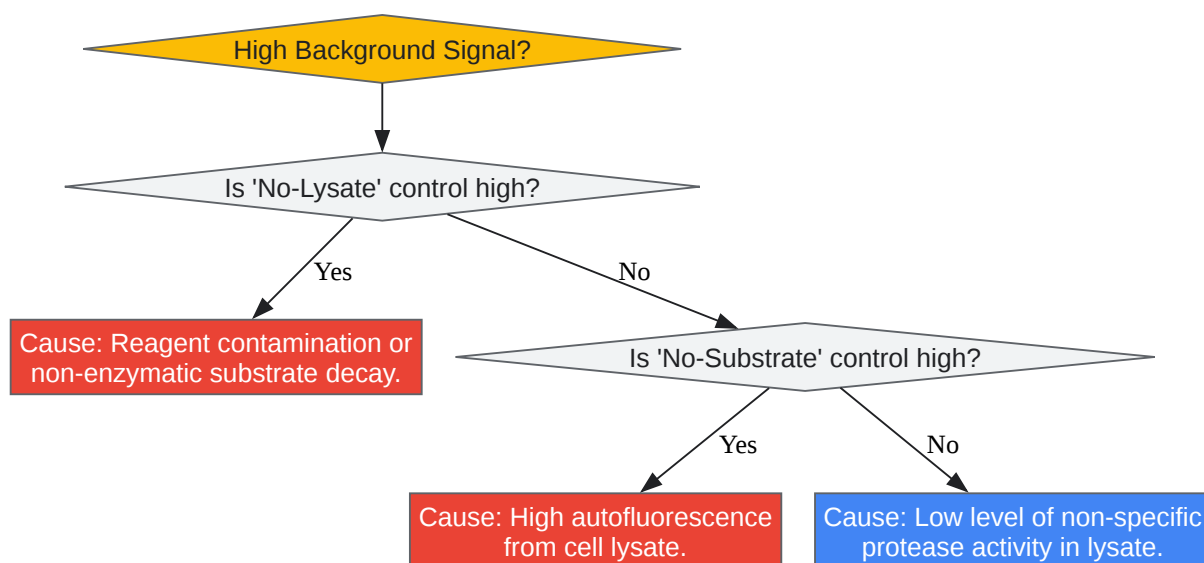 High Background Signal?
Is 'No-Lysate' control high?
Yes
No
Cause: Reagent contamination or
non-enzymatic substrate decay.
Is 'No-Substrate' control high?
Yes
No
Cause: High autofluorescence
from cell lysate.
Cause: Low level of non-specific
protease activity in lysate.